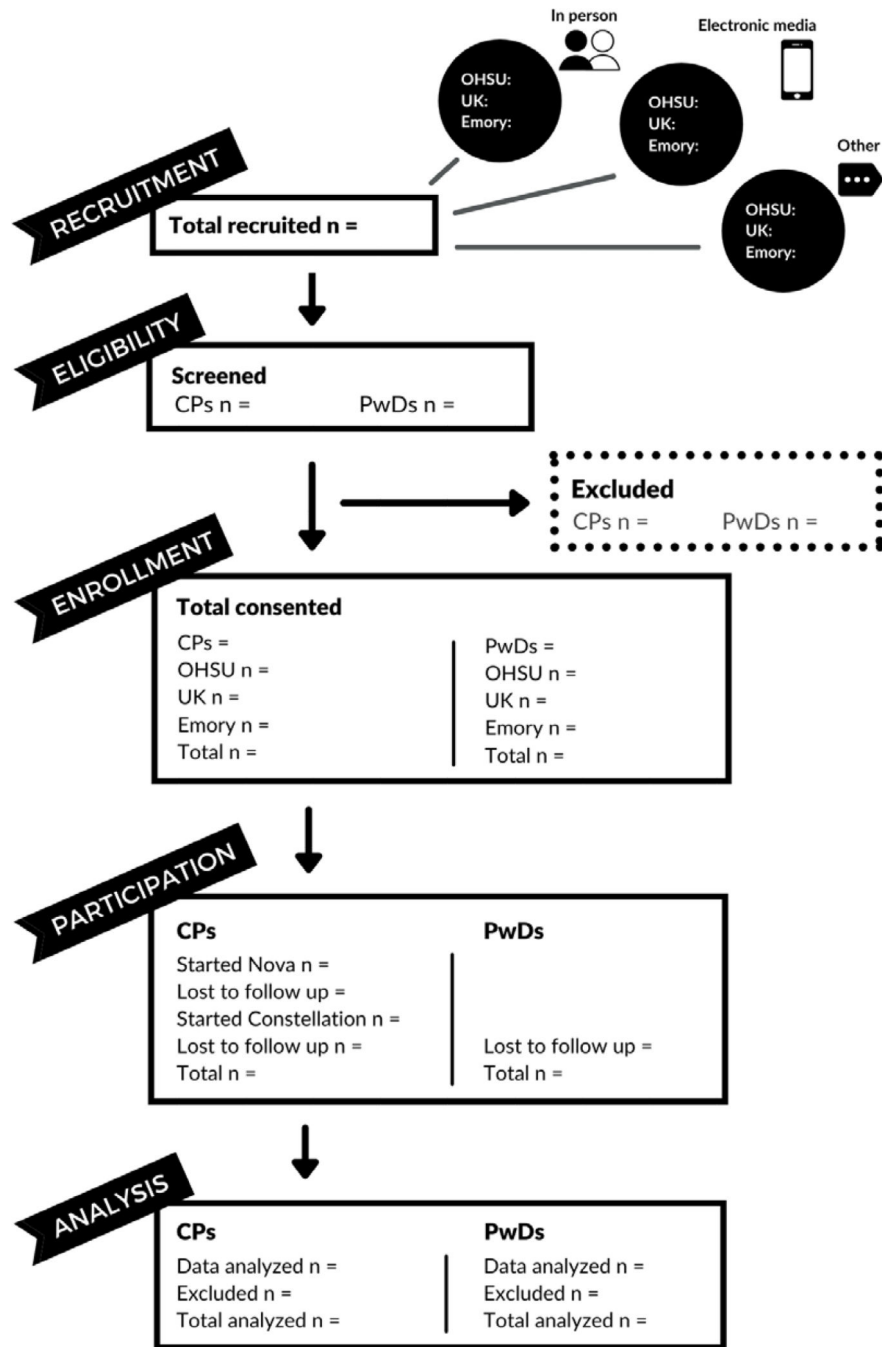 In person
OHSU:
UK:
Emory:
Electronic media
OHSU:
UK:
Emory:
Other
OHSU:
UK:
Emory:
RECRUITMENT
Total recruited n =
ELIGIBILITY
Screened
CPs n = PwDs n =
Excluded
CPs n = PwDs n =
ENROLLMENT
Total consented
CPs =
OHSU n =
UK n =
Emory n =
Total n =
PwDs =
OHSU n =
UK n =
Emory n =
Total n =
PARTICIPATION
CPs
Started Nova n =
Lost to follow up =
Started Constellation n =
Lost to follow up n =
Total n =
PwDs
Lost to follow up =
Total n =
ANALYSIS
CPs
Data analyzed n =
Excluded n =
Total analyzed n =
PwDs
Data analyzed n =
Excluded n =
Total analyzed n =